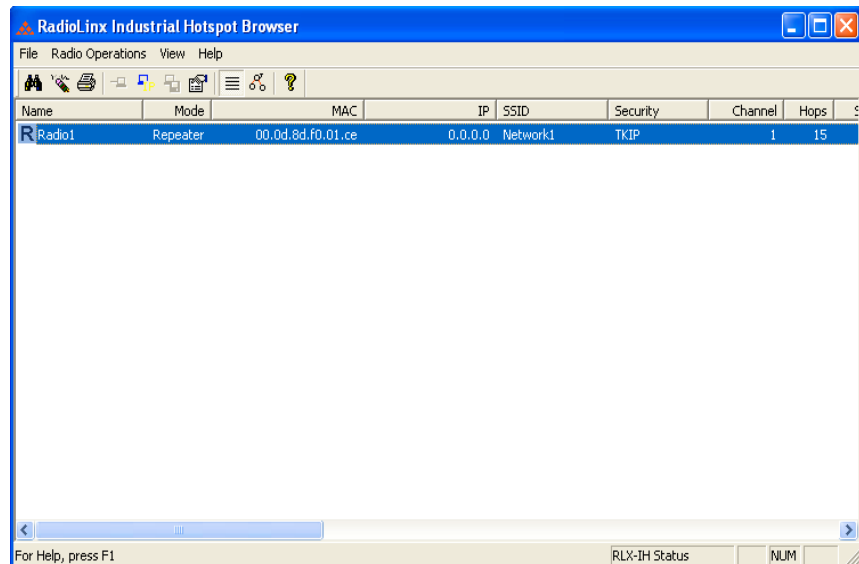 RadioLinx Industrial Hotspot Browser
File Radio Operations View Help
Name Mode MAC IP SSID Security Channel Hops
R Radio1 Repeater 00.0d.8d.f0.01.ce 0.0.0.0 Network1 TKIP 1 15
For Help, press F1 RLX-IH Status NUM